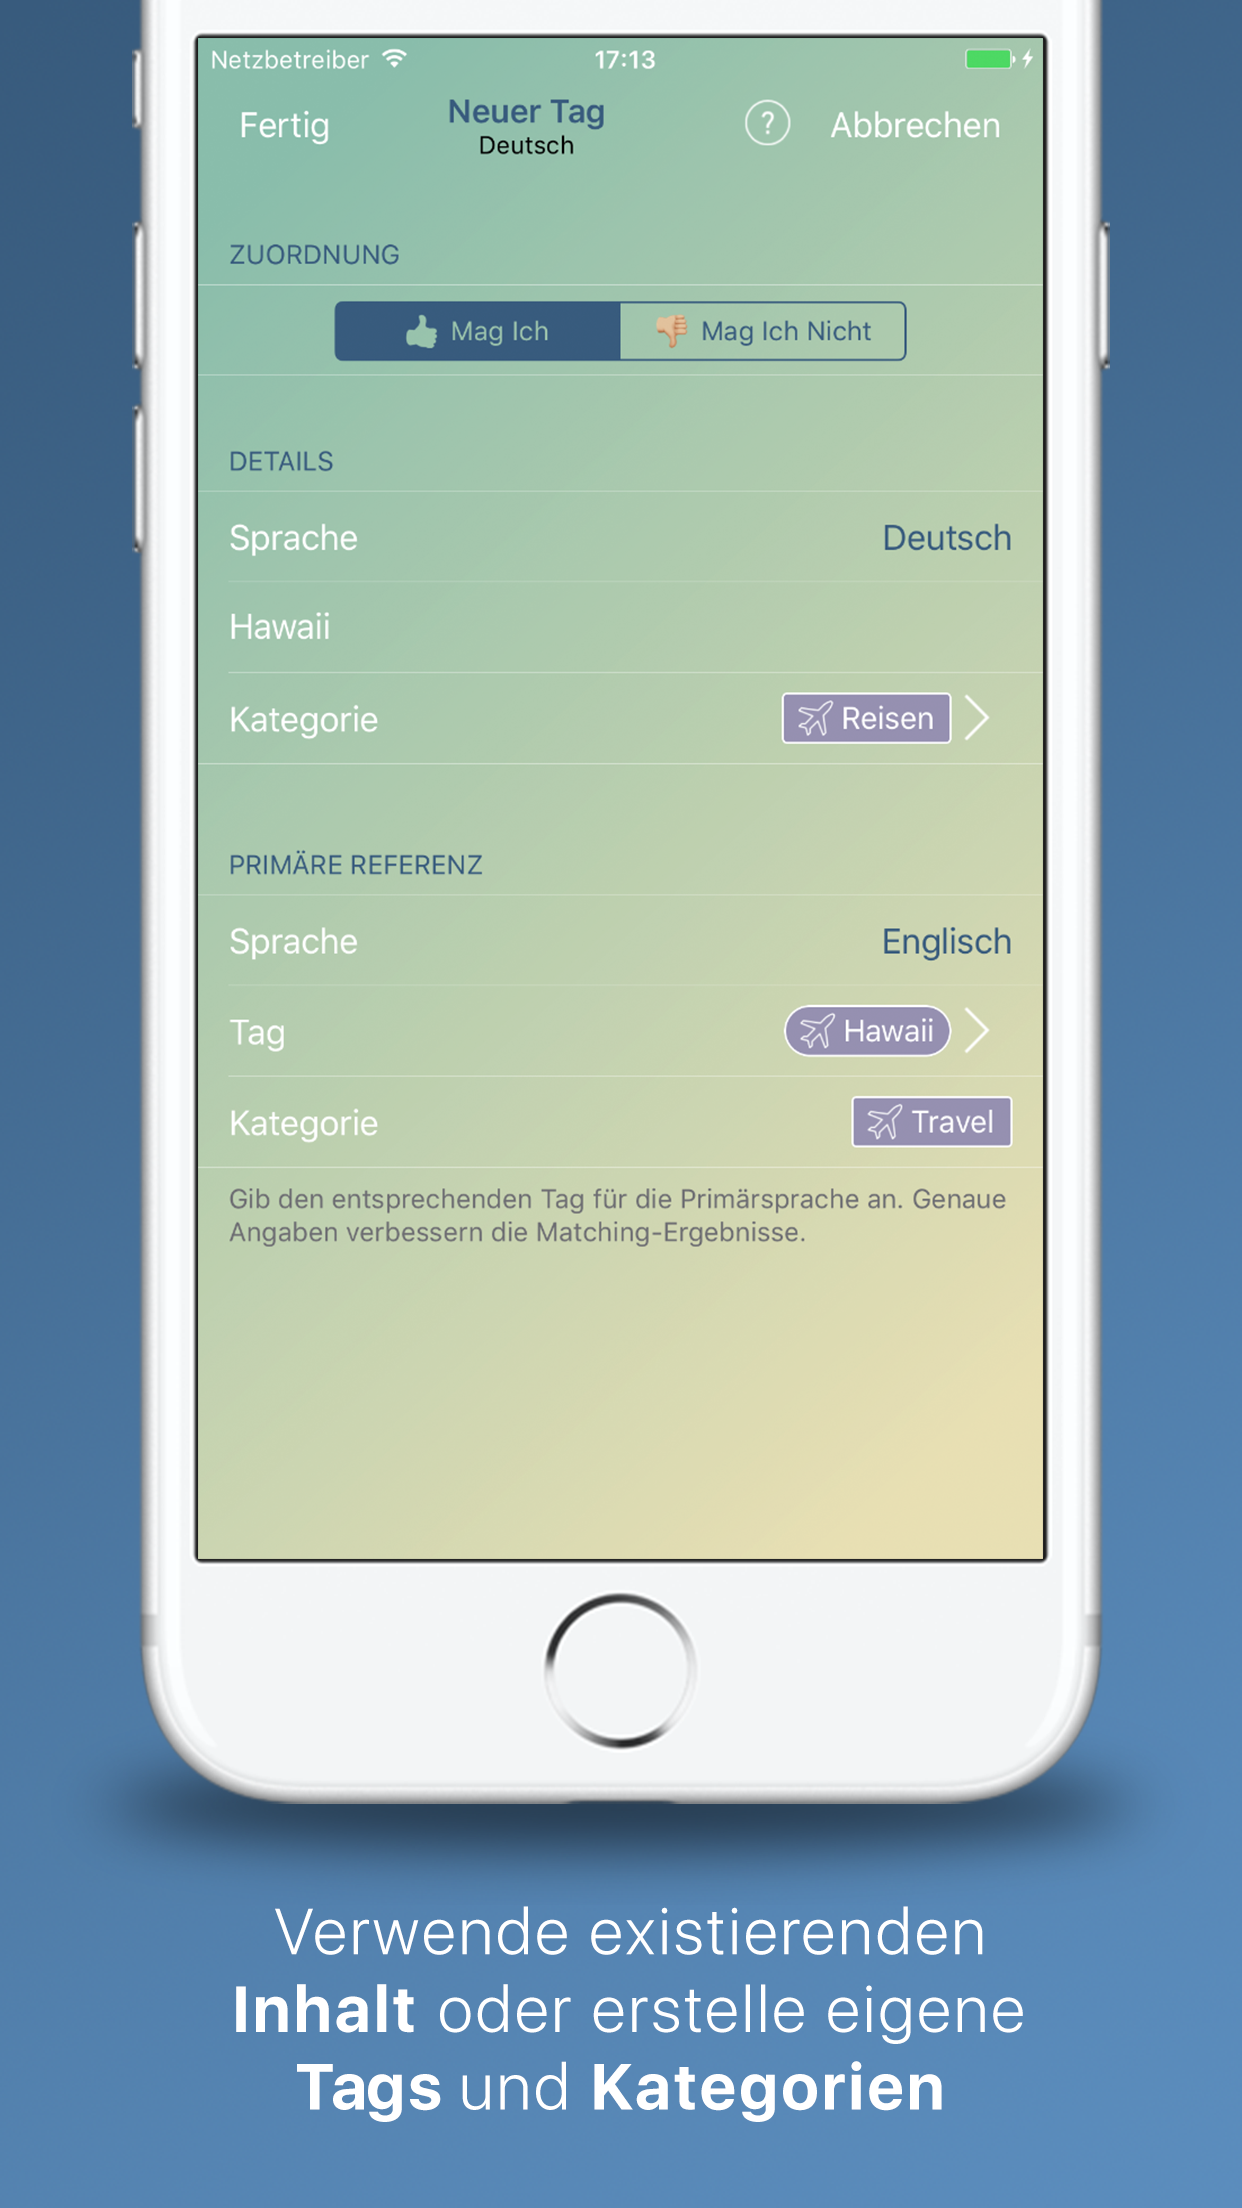 Netzbetreiber 17:13
Fertig Neuer Tag ? Abbrechen
Deutsch
ZUORDNUNG
Mag Ich Mag Ich Nicht
DETAILS
Sprache Deutsch
Hawaii
Kategorie Reisen
PRIMÄRE REFERENZ
Sprache Englisch
Tag Hawaii
Kategorie Travel
Gib den entsprechenden Tag für die Primärsprache an. Genaue
Angaben verbessern die Matching-Ergebnisse.
Verwende existierenden
Inhalt oder erstelle eigene
Tags und Kategorien